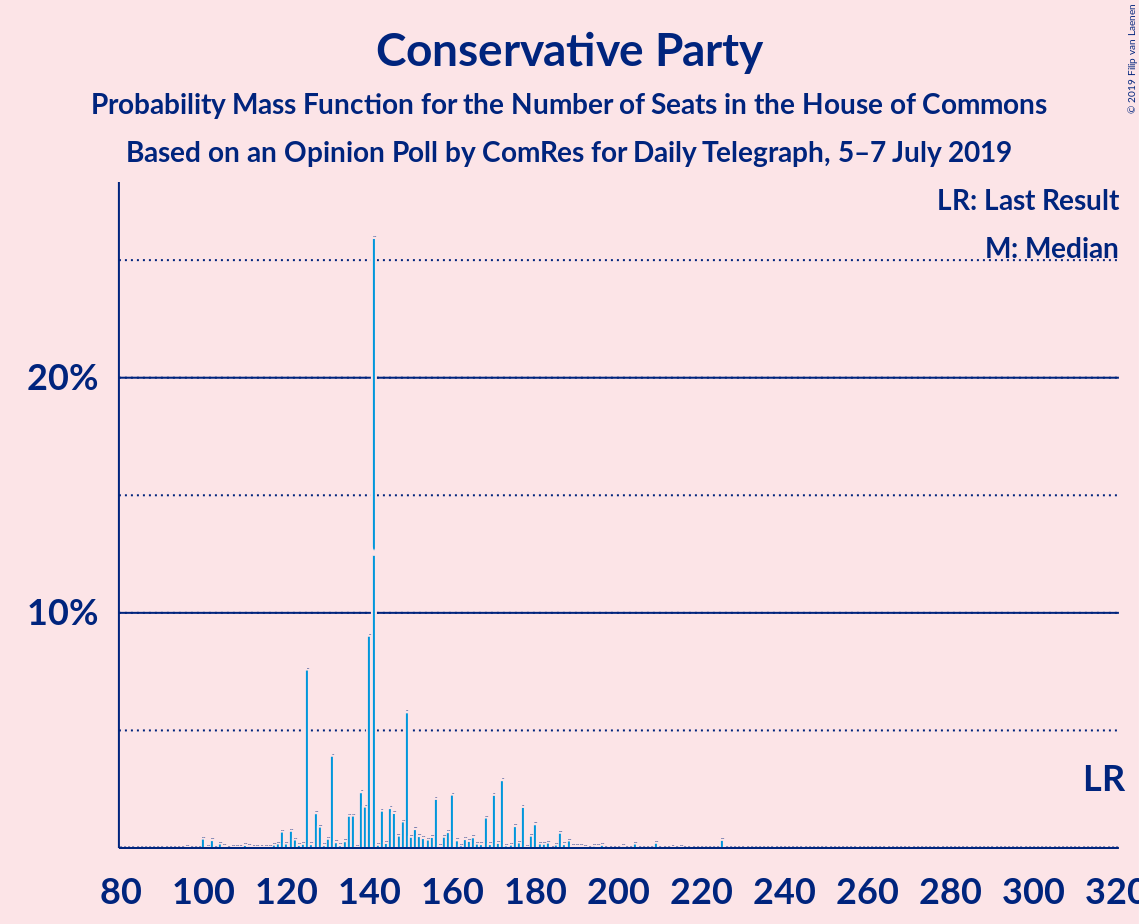 Conservative Party
Probability Mass Function for the Number of Seats in the House of Commons
Based on an Opinion Poll by ComRes for Daily Telegraph, 5–7 July 2019
© 2019 Filip van Laenen
LR: Last Result
M: Median
20%
10%
LR
80 100 120 140 160 180 200 220 240 260 280 300 320